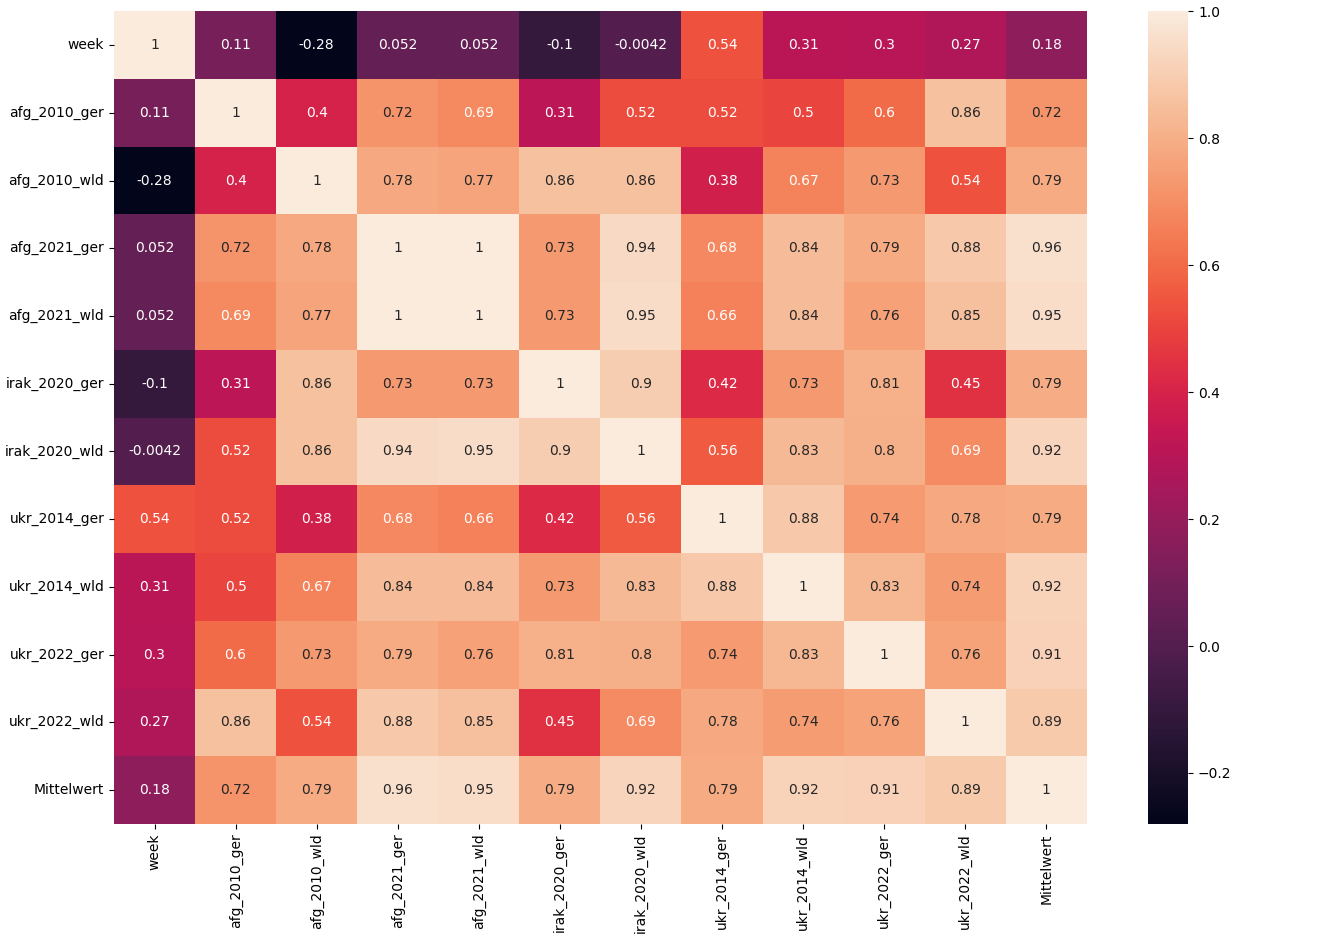 week 1 0.11 -0.28 0.052 0.052 -0.1 -0.0042 0.54 0.31 0.3 0.27 0.18
afg_2010_ger 0.11 1 0.4 0.72 0.69 0.31 0.52 0.52 0.5 0.6 0.86 0.72
afg_2010_wld -0.28 0.4 1 0.78 0.77 0.86 0.86 0.38 0.67 0.73 0.54 0.79
afg_2021_ger 0.052 0.72 0.78 1 1 0.73 0.94 0.68 0.84 0.79 0.88 0.96
afg_2021_wld 0.052 0.69 0.77 1 1 0.73 0.95 0.66 0.84 0.76 0.85 0.95
irak_2020_ger -0.1 0.31 0.86 0.73 0.73 1 0.9 0.42 0.73 0.81 0.45 0.79
irak_2020_wld -0.0042 0.52 0.86 0.94 0.95 0.9 1 0.56 0.83 0.8 0.69 0.92
ukr_2014_ger 0.54 0.52 0.38 0.68 0.66 0.42 0.56 1 0.88 0.74 0.78 0.79
ukr_2014_wld 0.31 0.5 0.67 0.84 0.84 0.73 0.83 0.88 1 0.83 0.74 0.92
ukr_2022_ger 0.3 0.6 0.73 0.79 0.76 0.81 0.8 0.74 0.83 1 0.76 0.91
ukr_2022_wld 0.27 0.86 0.54 0.88 0.85 0.45 0.69 0.78 0.74 0.76 1 0.89
Mittelwert 0.18 0.72 0.79 0.96 0.95 0.79 0.92 0.79 0.92 0.91 0.89 1
week
afg_2010_ger
afg_2010_wld
afg_2021_ger
afg_2021_wld
irak_2020_ger
irak_2020_wld
ukr_2014_ger
ukr_2014_wld
ukr_2022_ger
ukr_2022_wld
Mittelwert
1.0
0.8
0.6
0.4
0.2
0.0
−0.2